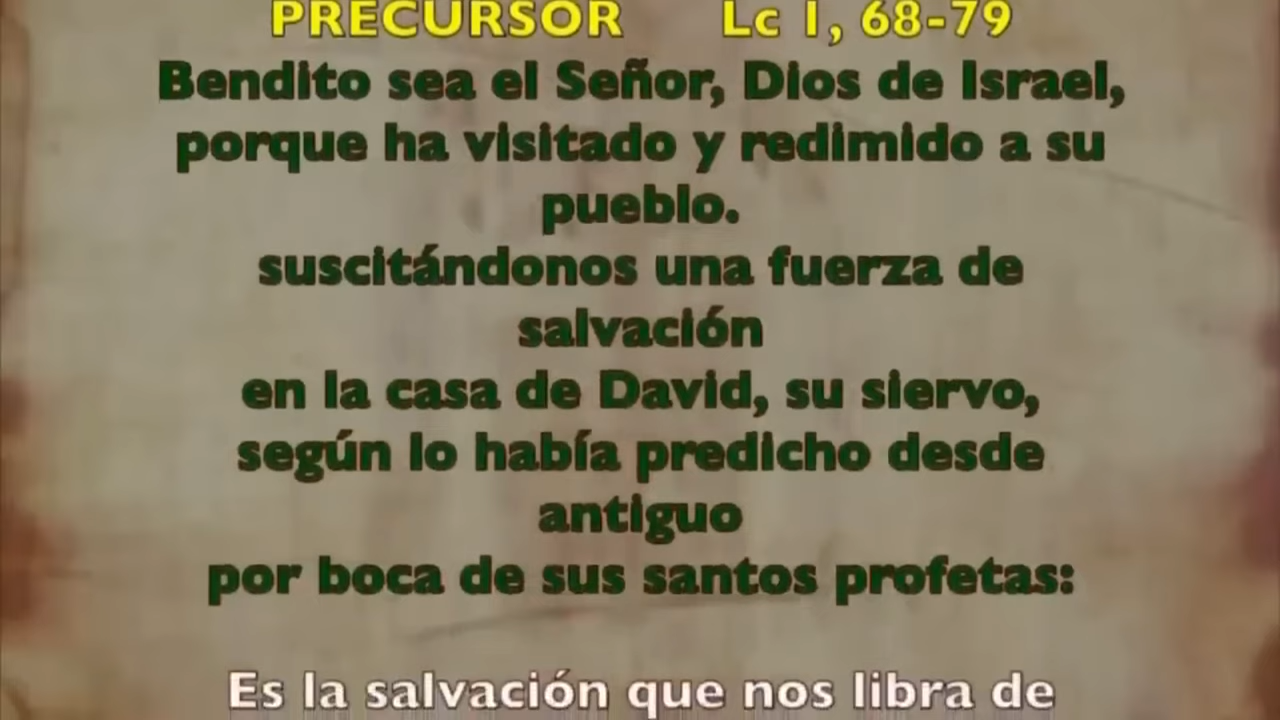 PRECURSOR Lc 1, 68-79
Bendito sea el Señor, Dios de Israel,
porque ha visitado y redimido a su
pueblo.
suscitándonos una fuerza de
salvación
en la casa de David, su siervo,
según lo había predicho desde
antiguo
por boca de sus santos profetas:
Es la salvación que nos libra de